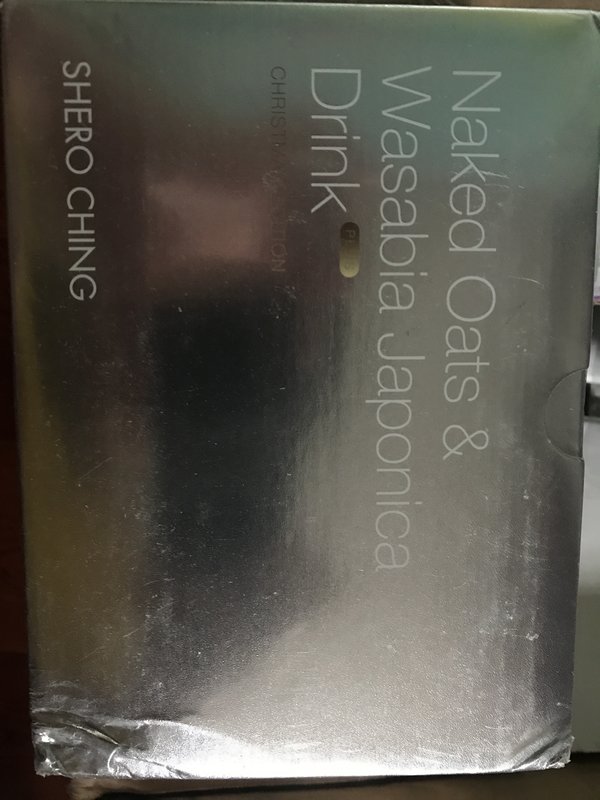 Naked Oats &
Wasabia Japonica
Drink
SHERO CHING